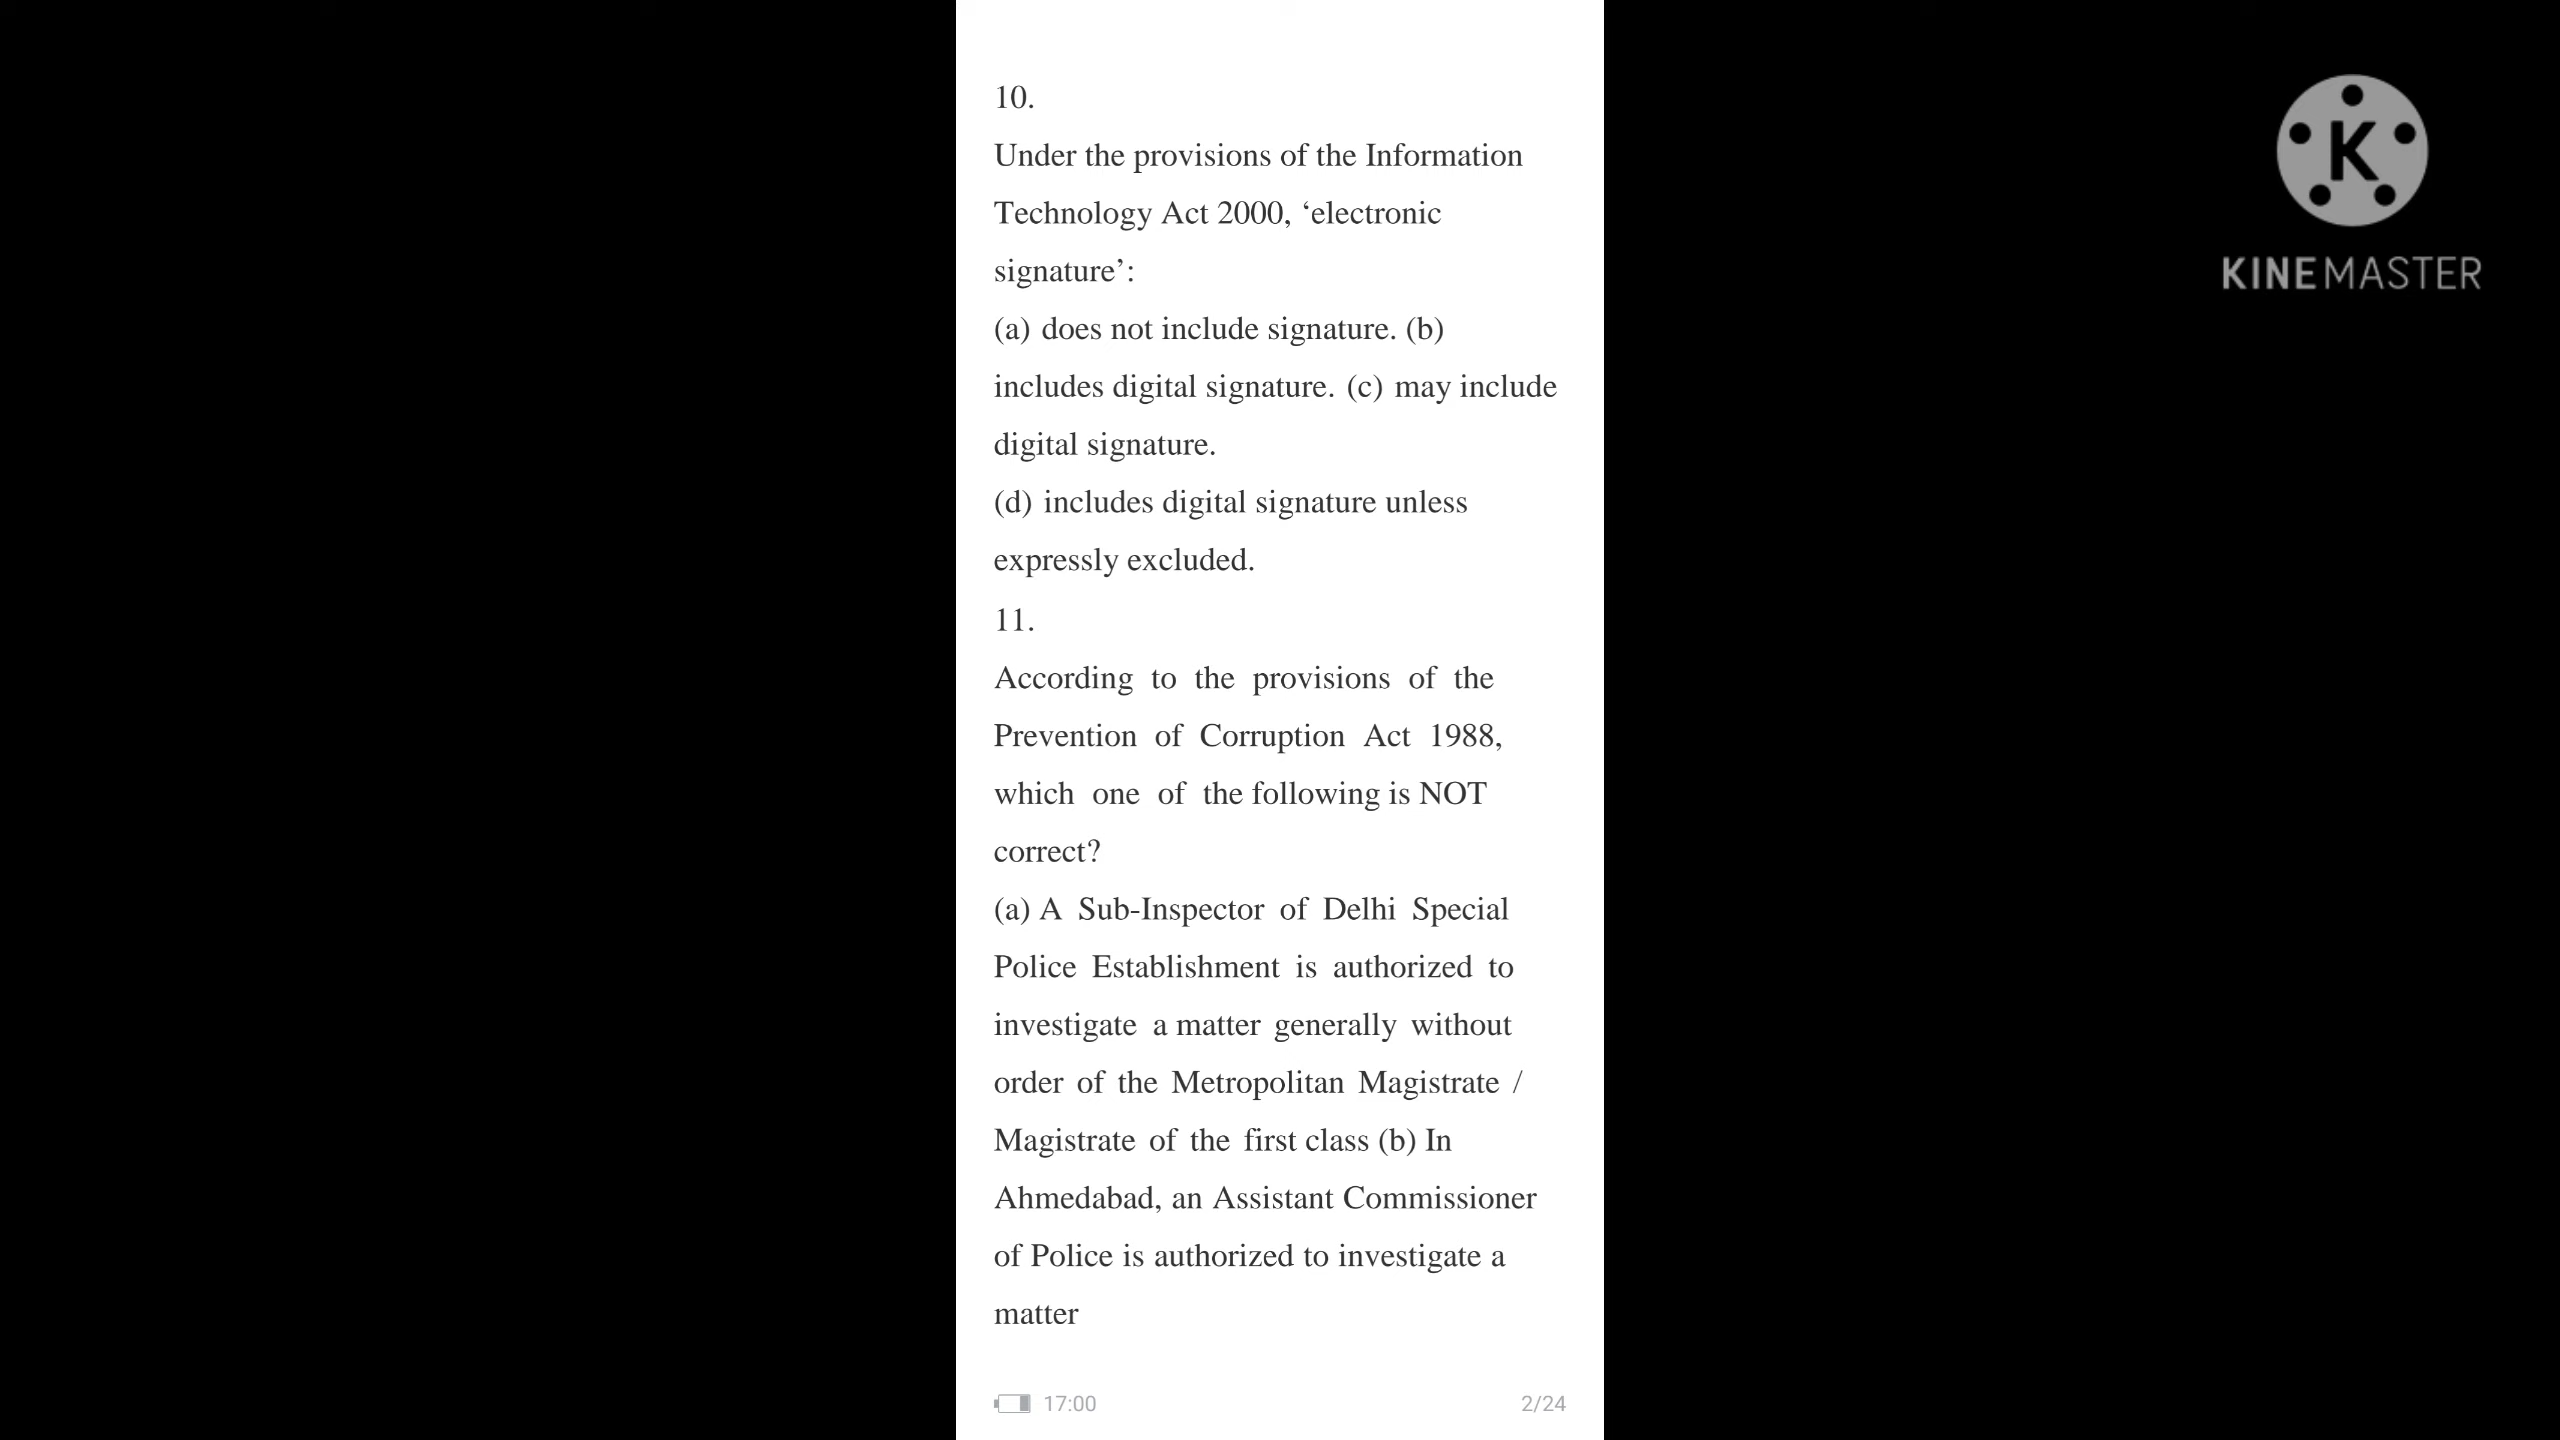 10.
Under the provisions of the Information
Technology Act 2000, ‘electronic
signature’:
(a) does not include signature. (b)
includes digital signature. (c) may include
digital signature.
(d) includes digital signature unless
expressly excluded.
11.
According to the provisions of the
Prevention of Corruption Act 1988,
which one of the following is NOT
correct?
(a) A Sub-Inspector of Delhi Special
Police Establishment is authorized to
investigate a matter generally without
order of the Metropolitan Magistrate /
Magistrate of the first class (b) In
Ahmedabad, an Assistant Commissioner
of Police is authorized to investigate a
matter
17:00
2/24
K
KINEMASTER